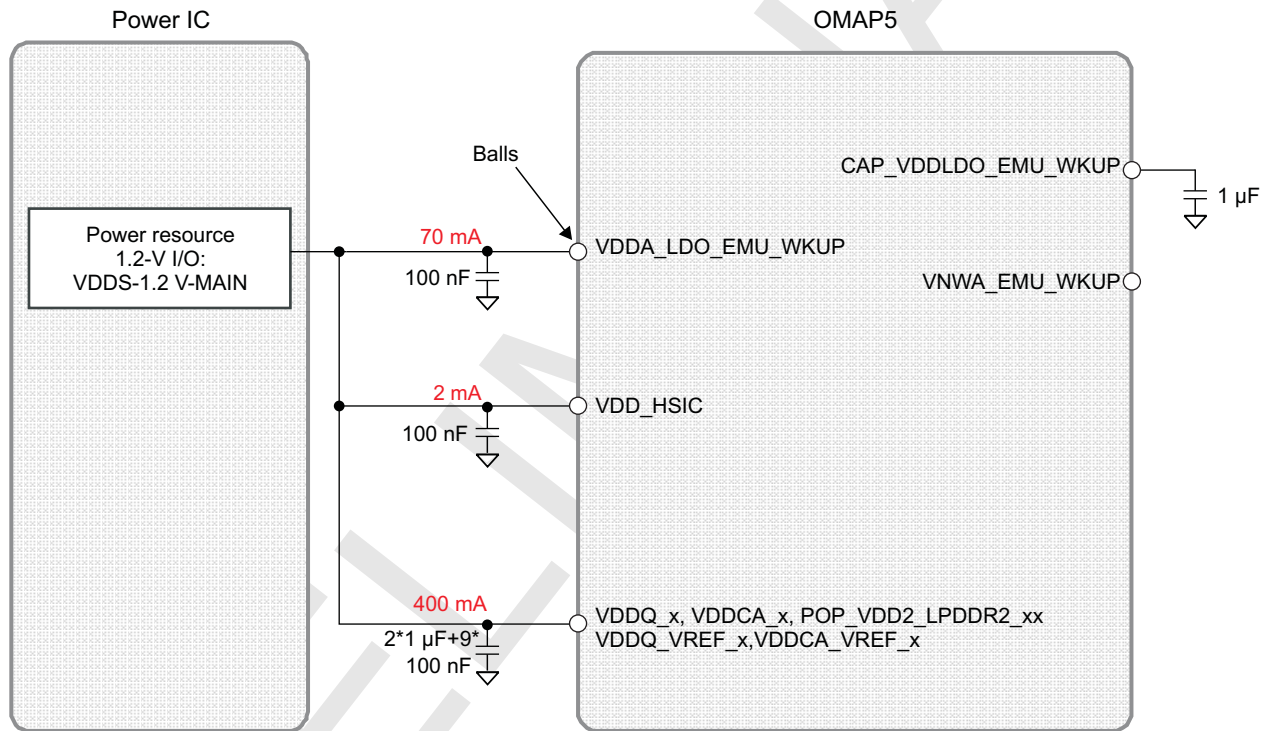 Power IC
OMAP5
Balls
CAP_VDDLDO_EMU_WKUP
1 µF
Power resource
1.2-V I/O:
VDDS-1.2 V-MAIN
70 mA
100 nF
VDDA_LDO_EMU_WKUP
VNWA_EMU_WKUP
2 mA
100 nF
VDD_HSIC
400 mA
2*1 µF+9*
100 nF
VDDQ_x, VDDCA_x, POP_VDD2_LPDDR2_xx
VDDQ_VREF_x,VDDCA_VREF_x